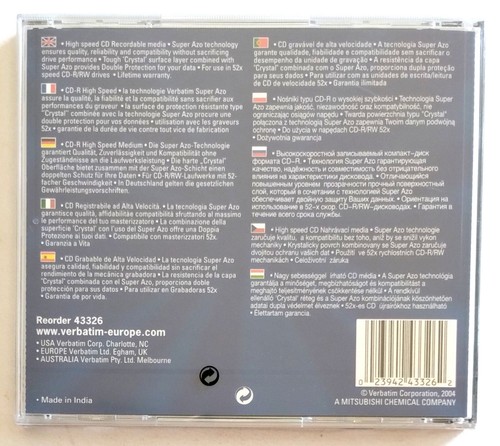 • High speed CD Recordable media • Super Azo technology
ensures quality, reliability and compatibility without sacrificing
drive performance • Tough 'Crystal' surface layer combined with
Super Azo provides Double Protection for your data • For use in 52x
speed CD-R/RW drives • Lifetime warranty.
• CD-R High Speed • la technologie Verbatim Super Azo
assure la qualité, la fiabilité et la compatibilité sans sacrifier aux
performances du graveur • la surface de protection résistante type
"Crystal" combinée avec la technologie Super Azo procure une
double protection pour vos données • utilisation avec graveurs 52x
vitesse • garantie de la durée de vie contre tout vice de fabrication
• CD-R High Speed Medium • Die Super Azo-Technologie
garantiert Qualität, Zuverlässigkeit und Kompatibilität ohne
Zugeständnisse an die Laufwerksleistung • Die harte „Crystal"
Oberfläche bietet zusammen mit der Super Azo-Schicht einen
doppelten Schutz für Ihre Daten • Für CD-R/RW-Laufwerke mit 52-
facher Geschwindigkeit • In Deutschland gelten die gesetzlichen
Gewährleistungsvorschriften.
• CD Registrabile ad Alta Velocità • La tecnologia Super Azo
garantisce qualità, affidabilità e compatibilità sfruttando al massimo
le performance del tuo masterizzatore • La combinazione della
superficie 'Crystal' con l'uso del Super Azo offre una Doppia
Protezione ai tuoi dati • Compatibile con masterizzatori 52x.
• Garanzia a Vita
• CD Grabable de Alta Velocidad • La tecnologia Super Azo
asegura calidad, fiabilidad y compatibilidad sin sacrificar el
rendimiento de la mecánica grabadora • La resistencia de la capa
'Crystal' combinada con el Super Azo, proporciona doble
protección para sus datos • Para utilizar en Grabadoras 52x
• Garantia de por vida.
Reorder 43326
www.verbatim-europe.com
• USA Verbatim Corp. Charlotte, NC
• EUROPE Verbatim Ltd. Egham, UK
• AUSTRALIA Verbatim Pty. Ltd. Melbourne
• Made in India
• CD gravável de alta velocidade • A tecnologia Super Azo
garante qualidade, fiabilidade e compatibilidade sem sacrificar o
desempenho da unidade de gravação • A resistência da capa
'Crystal' combinada com o Super Azo, proporciona dupla proteção
para seus dados • Para utilizar com as unidades de escrita/leitura
de CD de velocidade 52x • Garantia ilimitada
• Nośniki typu CD-R o wysokiej szybkości • Technologia Super
Azo zapewnia jakość, niezawodność oraz kompatybilność, nie
ograniczając osiągów napędu • Twarda powierzchnia typu "Crystal"
połączona z technologią Super Azo zapewnia Twoim danym podwójną
ochronę • Do użycia w napędach CD-R/RW 52x
• Dożywotnia gwarancja
• Высокоскоростной записываемый компакт-диск
формата CD-R. • Технология Super Azo гарантирует качество,
надёжность и совместимость без отрицательного
влияния на характеристики дисковода. • Отличающийся
повышенным уровнем прозрачности прочный поверхностный
слой, который в сочетании с технологией Super Azo
обеспечивает двойную защиту Ваших данных. • Ориентация на
использование в 52-х скор. CD-R/RW-дисководах. • Гарантия в
течение всего срока службы.
• High speed CD Nahrávací media • Super Azo technologie
zaručuje kvalitu, a kompatibilitu bez toho, aniž by se snížil výkon
mechaniky • Krystalicky povrch kombinovany se Super Azo zaručuje
dvojitou ochranu vašich dat • Použití ve 52x rychlostních CD-R/RW
mechanikách • Celoživotní záruka
• Nagy sebességgel írható CD média • A Super Azo technológia
garantálja a minőséget, megbízhatóságot és kompatibilitást a
meghajtó teljesítményének csökkentése nélkül • A rendkívül
ellenálló 'Crystal' réteg és a Super Azo kombinációjának köszönhetően
adatai dupla védelmet élveznek • 52x-es CD újraírókhoz használható
• Élettartam garancia.
0 23942 43326 2
© Verbatim Corporation, 2004
A MITSUBISHI CHEMICAL COMPANY